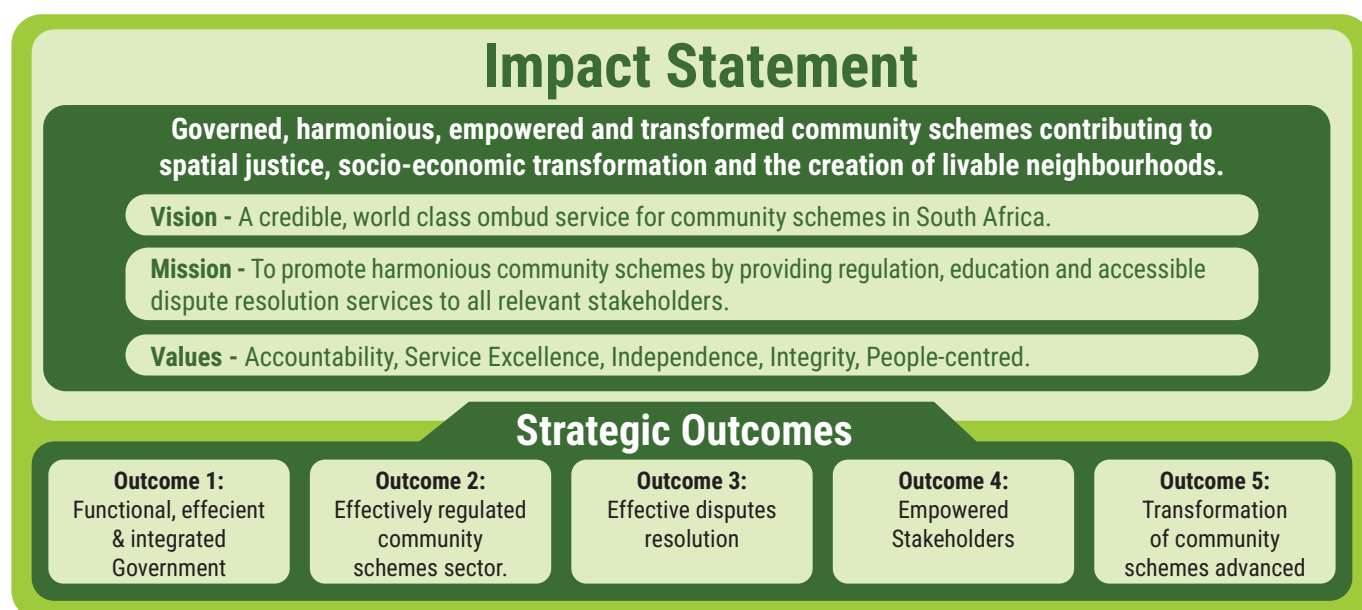 Impact Statement
Governed, harmonious, empowered and transformed community schemes contributing to
spatial justice, socio-economic transformation and the creation of livable neighbourhoods.
Vision - A credible, world class ombud service for community schemes in South Africa.
Mission - To promote harmonious community schemes by providing regulation, education and accessible
dispute resolution services to all relevant stakeholders.
Values - Accountability, Service Excellence, Independence, Integrity, People-centred.
Strategic Outcomes
Outcome 1:
Functional, effecient
& integrated
Government
Outcome 2:
Effectively regulated
community
schemes sector.
Outcome 3:
Effective disputes
resolution
Outcome 4:
Empowered
Stakeholders
Outcome 5:
Transformation
of community
schemes advanced